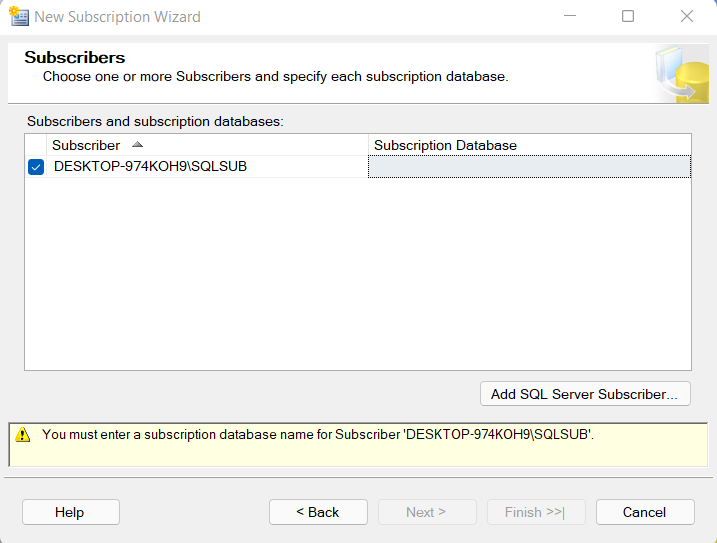 New Subscription Wizard
Subscribers
Choose one or more Subscribers and specify each subscription database.
Subscribers and subscription databases:
Subscriber Subscription Database
DESKTOP-974KOH9\SQLSUB
Add SQL Server Subscriber...
You must enter a subscription database name for Subscriber 'DESKTOP-974KOH9\SQLSUB'.
Help < Back Next > Finish >>| Cancel